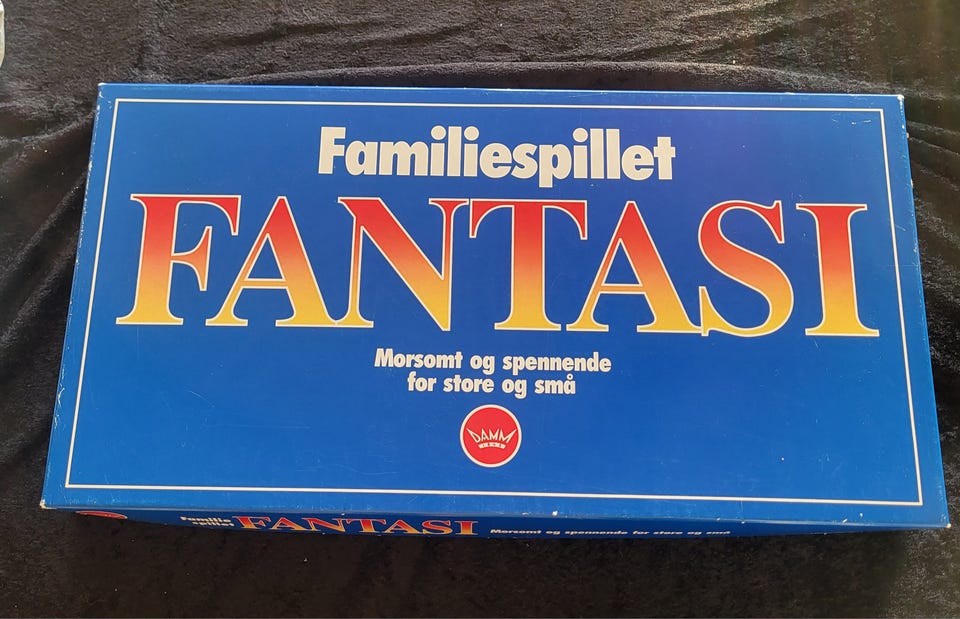 Familiespillet
FANTASI
Morsomt og spennende
for store og små
DAMM
Familie
spillet
FANTASI
Morsomt og spennende for store og små